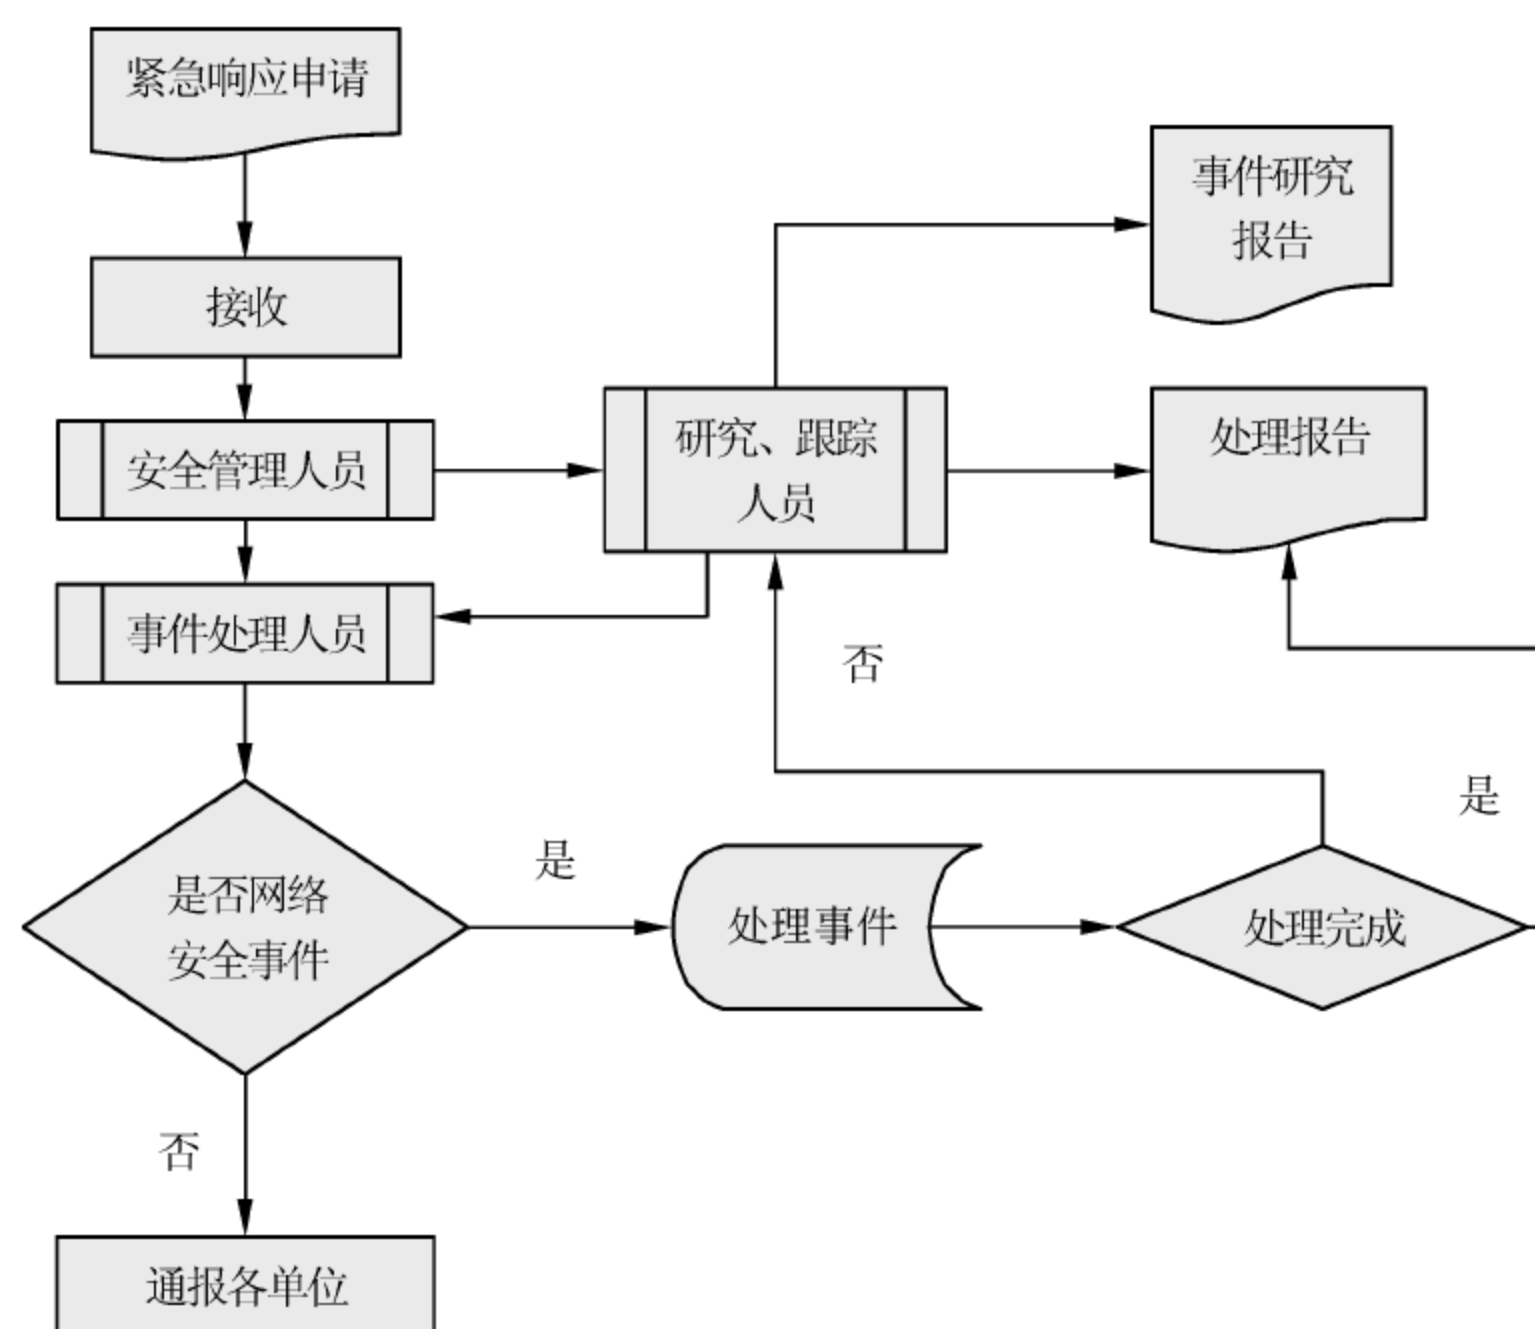 紧急响应申请
接收
安全管理人员
事件处理人员
是否网络
安全事件
否
通报各单位
是
处理事件
处理完成
否
是
研究、跟踪
人员
事件研究
报告
处理报告